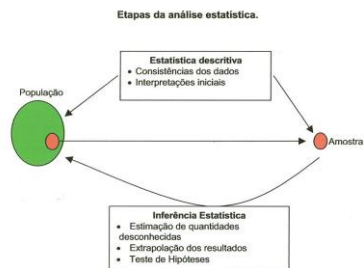 Etapas da análise estatística.
Estatística descritiva
• Consistências dos dados
• Interpretações iniciais
População
Amostra
Inferência Estatística
• Estimação de quantidades
desconhecidas
• Extrapolação dos resultados
• Teste de Hipóteses